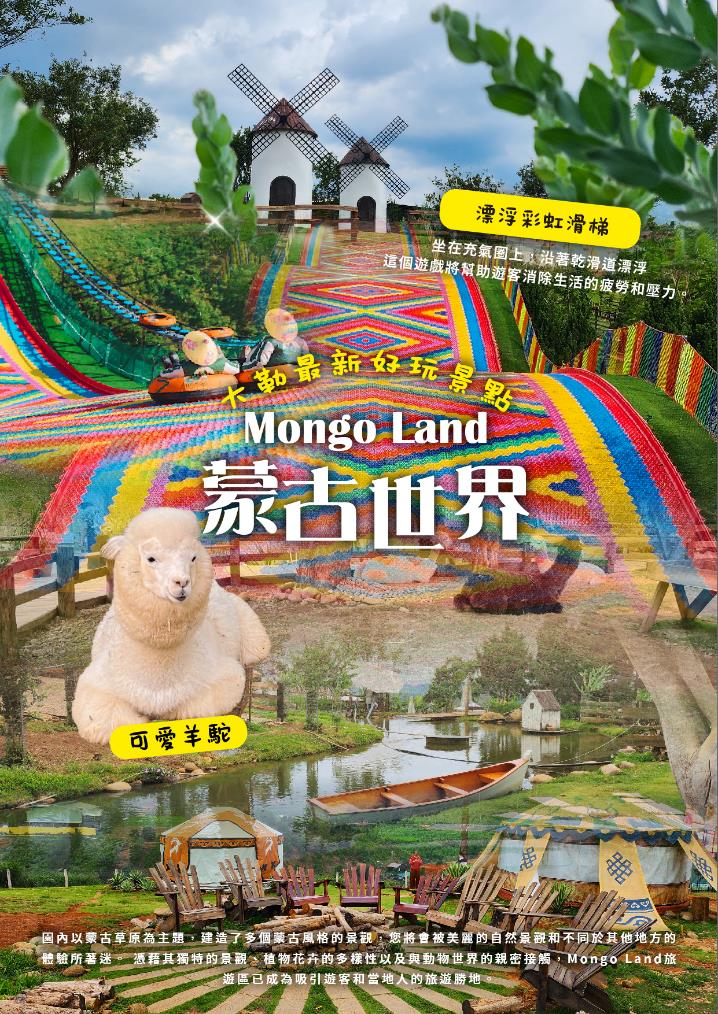 漂浮彩虹滑梯
坐在充氣圈上，沿著乾滑道漂浮
這個遊戲將幫助遊客消除生活的疲勞和壓力。
大勒最新好玩景點
Mongo Land
蒙古世界
可愛羊駝
園內以蒙古草原為主題，建造了多個蒙古風格的景觀，您將會被美麗的自然景觀和不同於其他地方的
體驗所著迷。 憑藉其獨特的景觀、植物花卉的多樣性以及與動物世界的親密接觸，Mongo Land旅
遊區已成為吸引遊客和當地人的旅遊勝地。